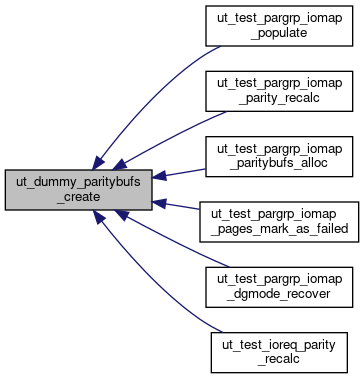 ut_test_pargrp_iomap
_populate
ut_test_pargrp_iomap
_parity_recalc
ut_test_pargrp_iomap
_paritybufs_alloc
ut_dummy_paritybufs
_create
ut_test_pargrp_iomap
_pages_mark_as_failed
ut_test_pargrp_iomap
_dgmode_recover
ut_test_ioreq_parity
_recalc